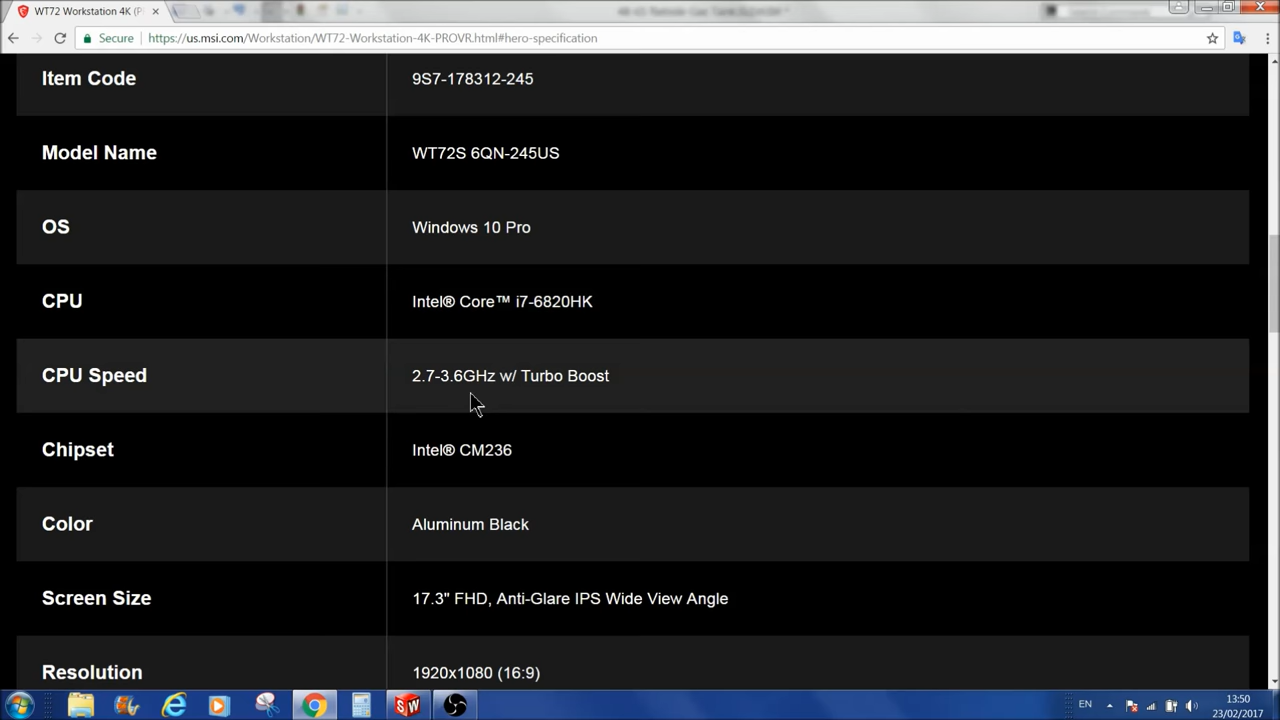 WT72 Workstation 4K (P
Secure
https://us.msi.com/Workstation/WT72-Workstation-4K-PROVR.html#hero-specification
Item Code 9S7-178312-245
Model Name WT72S 6QN-245US
OS Windows 10 Pro
CPU Intel® Core™ i7-6820HK
CPU Speed 2.7-3.6GHz w/ Turbo Boost
Chipset Intel® CM236
Color Aluminum Black
Screen Size 17.3" FHD, Anti-Glare IPS Wide View Angle
Resolution 1920x1080 (16:9)
SW
EN
13:50
23/02/2017